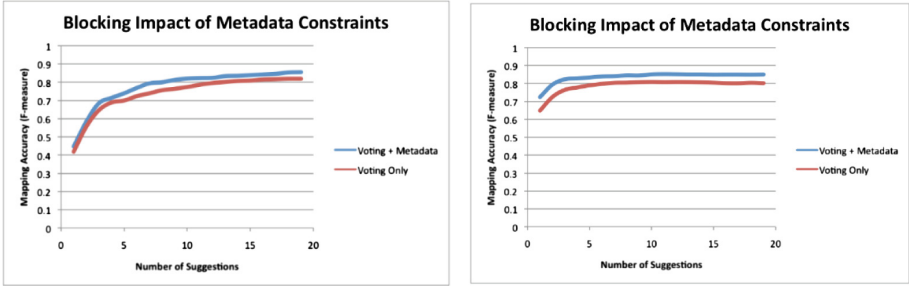 Blocking Impact of Metadata Constraints
Mapping Accuracy (F-measure)
1
0.9
0.8
0.7
0.6
0.5
0.4
0.3
0.2
0.1
0
0 5 10 15 20
Number of Suggestions
Voting + Metadata
Voting Only
Blocking Impact of Metadata Constraints
Mapping Accuracy (F-measure)
1
0.9
0.8
0.7
0.6
0.5
0.4
0.3
0.2
0.1
0
0 5 10 15 20
Number of Suggestions
Voting + Metadata
Voting Only